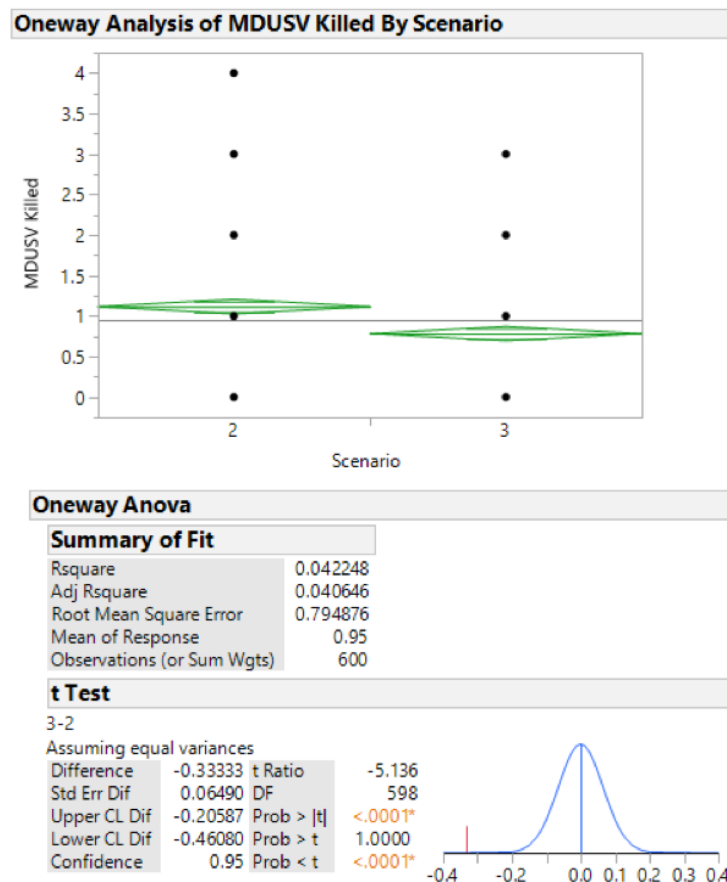 Oneway Analysis of MDUSV Killed By Scenario
4
3.5
3
2.5
2
1.5
1
0.5
0
MDUSV Killed
2 3
Scenario
Oneway Anova
Summary of Fit
Rsquare 0.042248
Adj Rsquare 0.040646
Root Mean Square Error 0.794876
Mean of Response 0.95
Observations (or Sum Wgts) 600
t Test
3-2
Assuming equal variances
Difference -0.33333 t Ratio -5.136
Std Err Dif 0.06490 DF 598
Upper CL Dif -0.20587 Prob > |t| <.0001*
Lower CL Dif -0.46080 Prob > t 1.0000
Confidence 0.95 Prob < t <.0001*
-0.4 -0.2 0.0 0.1 0.2 0.3 0.4